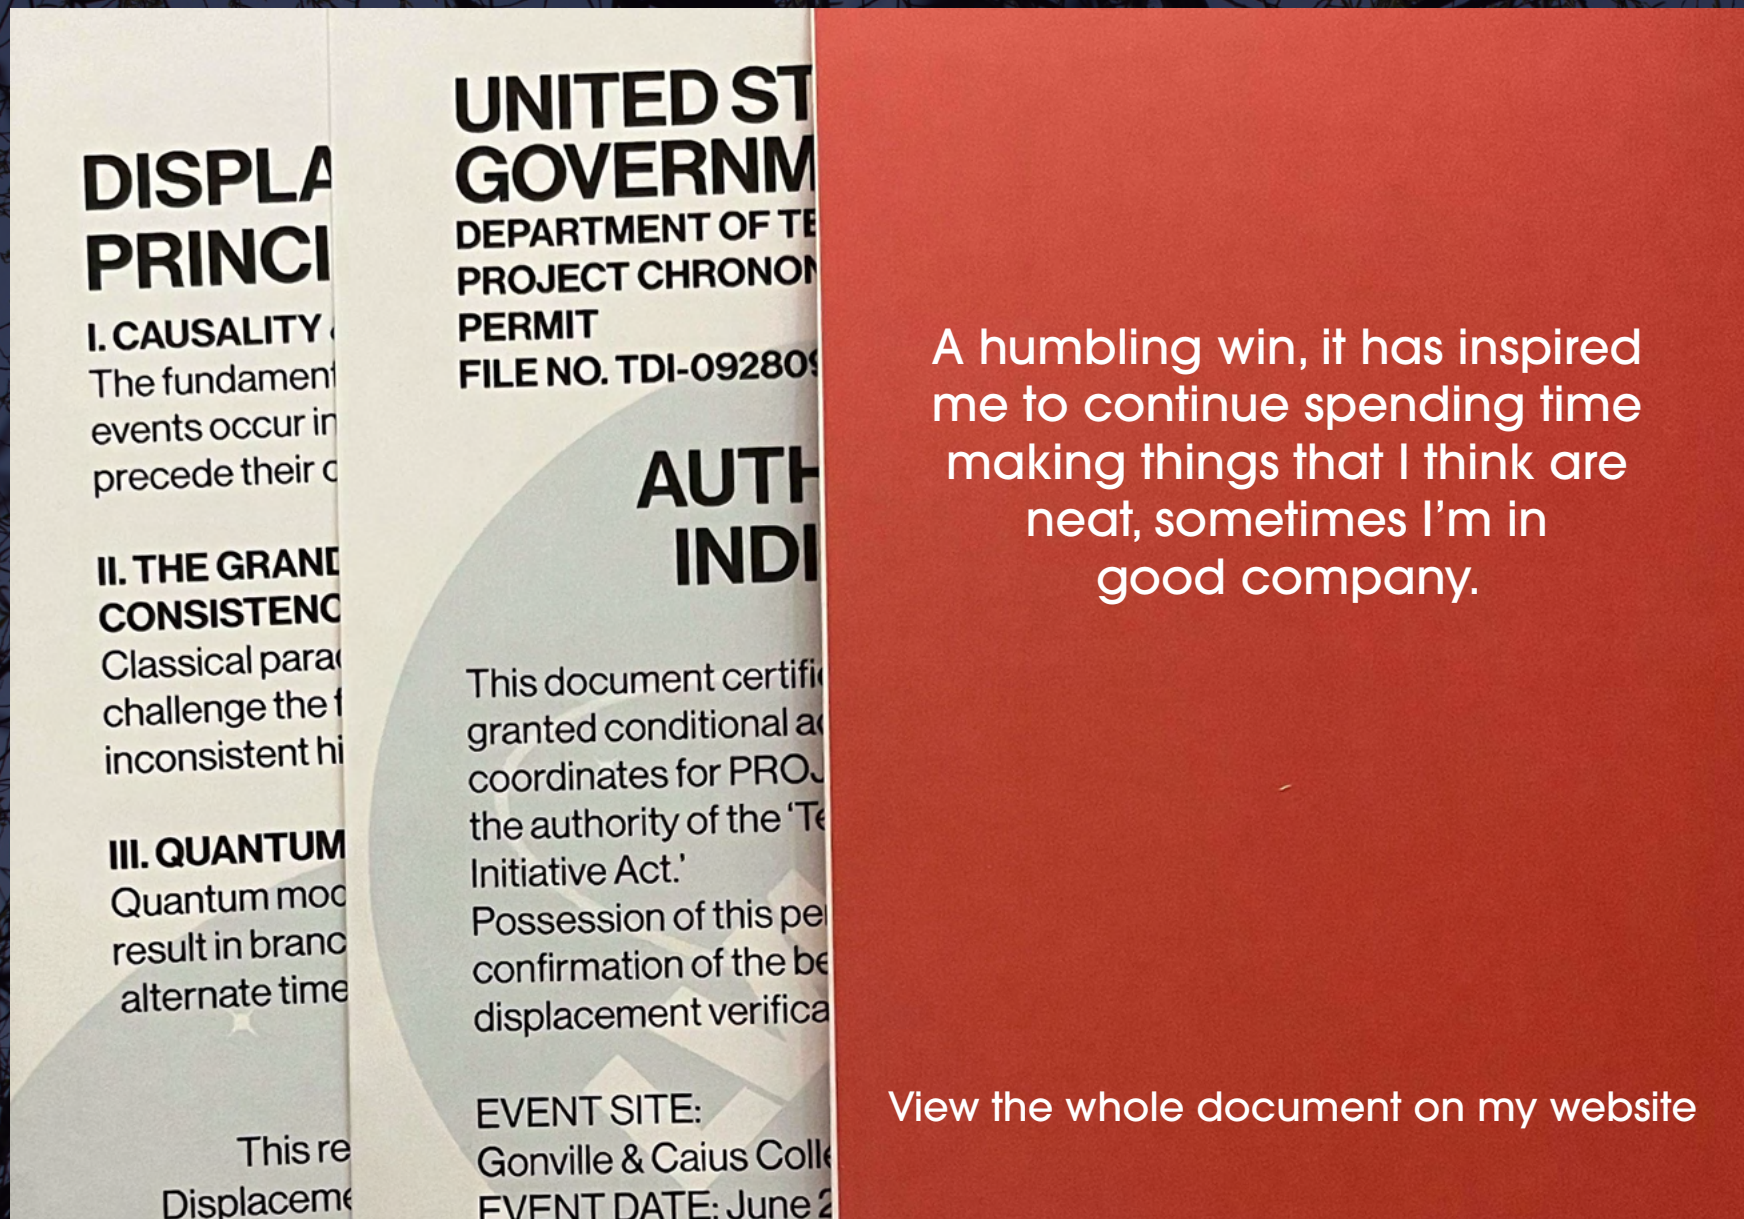 DISPLA
PRINCI
I. CAUSALITY
The fundament
events occur in
precede their
II. THE GRAND
CONSISTENC
Classical para
challenge the
inconsistent hi
III. QUANTUM
Quantum mod
result in branc
alternate time
This re
Displaceme
UNITED ST
GOVERNM
DEPARTMENT OF TE
PROJECT CHRONON
PERMIT
FILE NO. TDI-092809
AUTH
INDI
This document certifi
granted conditional a
coordinates for PROJ
the authority of the ‘Te
Initiative Act.’
Possession of this pe
confirmation of the be
displacement verifica
EVENT SITE:
Gonville & Caius Colle
EVENT DATE: June 2
A humbling win, it has inspired
me to continue spending time
making things that I think are
neat, sometimes I’m in
good company.
View the whole document on my website